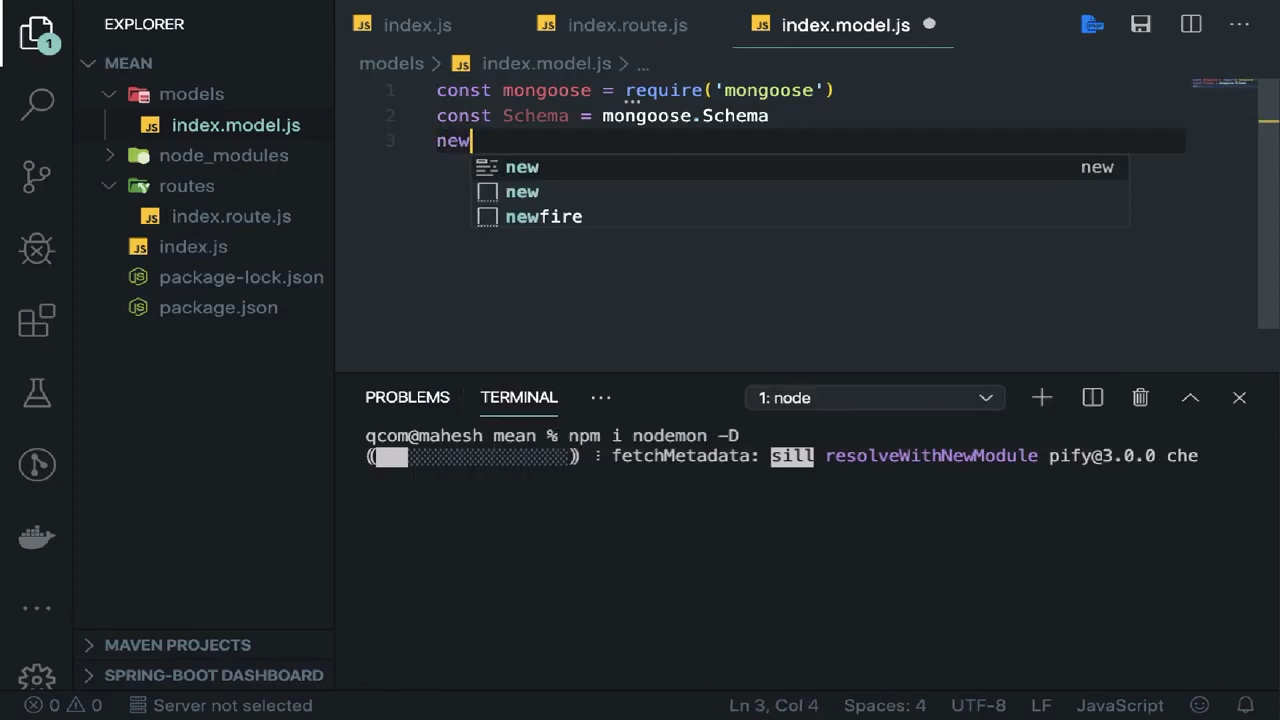 EXPLORER
index.js
index.route.js
index.model.js
1
MEAN
models
index.model.js
node_modules
routes
index.route.js
index.js
package-lock.json
package.json
MAVEN PROJECTS
SPRING-BOOT DASHBOARD
models > index.model.js > ...
1 const mongoose = require('mongoose')
2 const Schema = mongoose.Schema
3 new
new new
new
newfire
PROBLEMS TERMINAL ... 1: node
qcom@mahesh mean % npm i nodemon -D
fetchMetadata: sill resolveWithNewModule pify@3.0.0 che
0 0 Server not selected Ln 3, Col 4 Spaces: 4 UTF-8 LF JavaScript